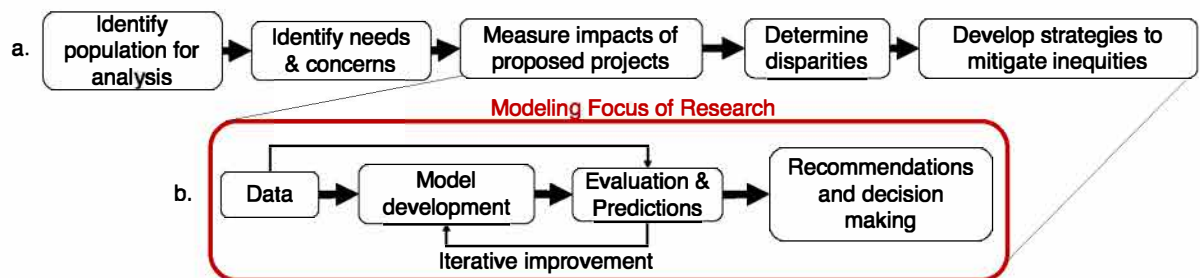 a.
Identify
population for
analysis
Identify needs
& concerns
Measure impacts of
proposed projects
Determine
disparities
Develop strategies to
mitigate inequities
Modeling Focus of Research
b.
Data
Model
development
Evaluation &
Predictions
Recommendations
and decision
making
Iterative improvement